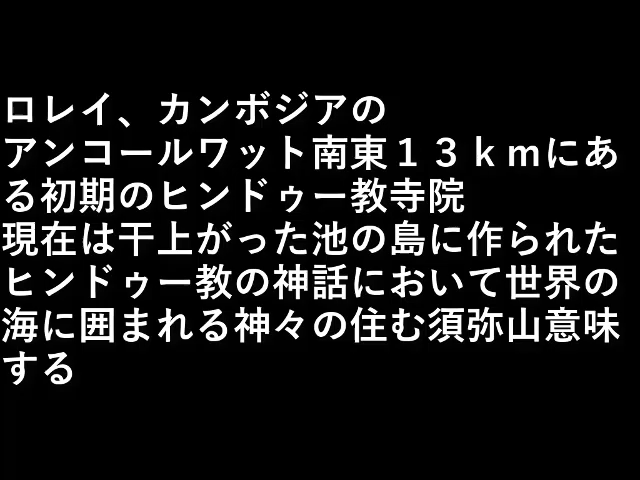 ロレイ、カンボジアの
アンコールワット南東１３ｋｍにあ
る初期のヒンドゥー教寺院
現在は干上がった池の島に作られた
ヒンドゥー教の神話において世界の
海に囲まれる神々の住む須弥山意味
する